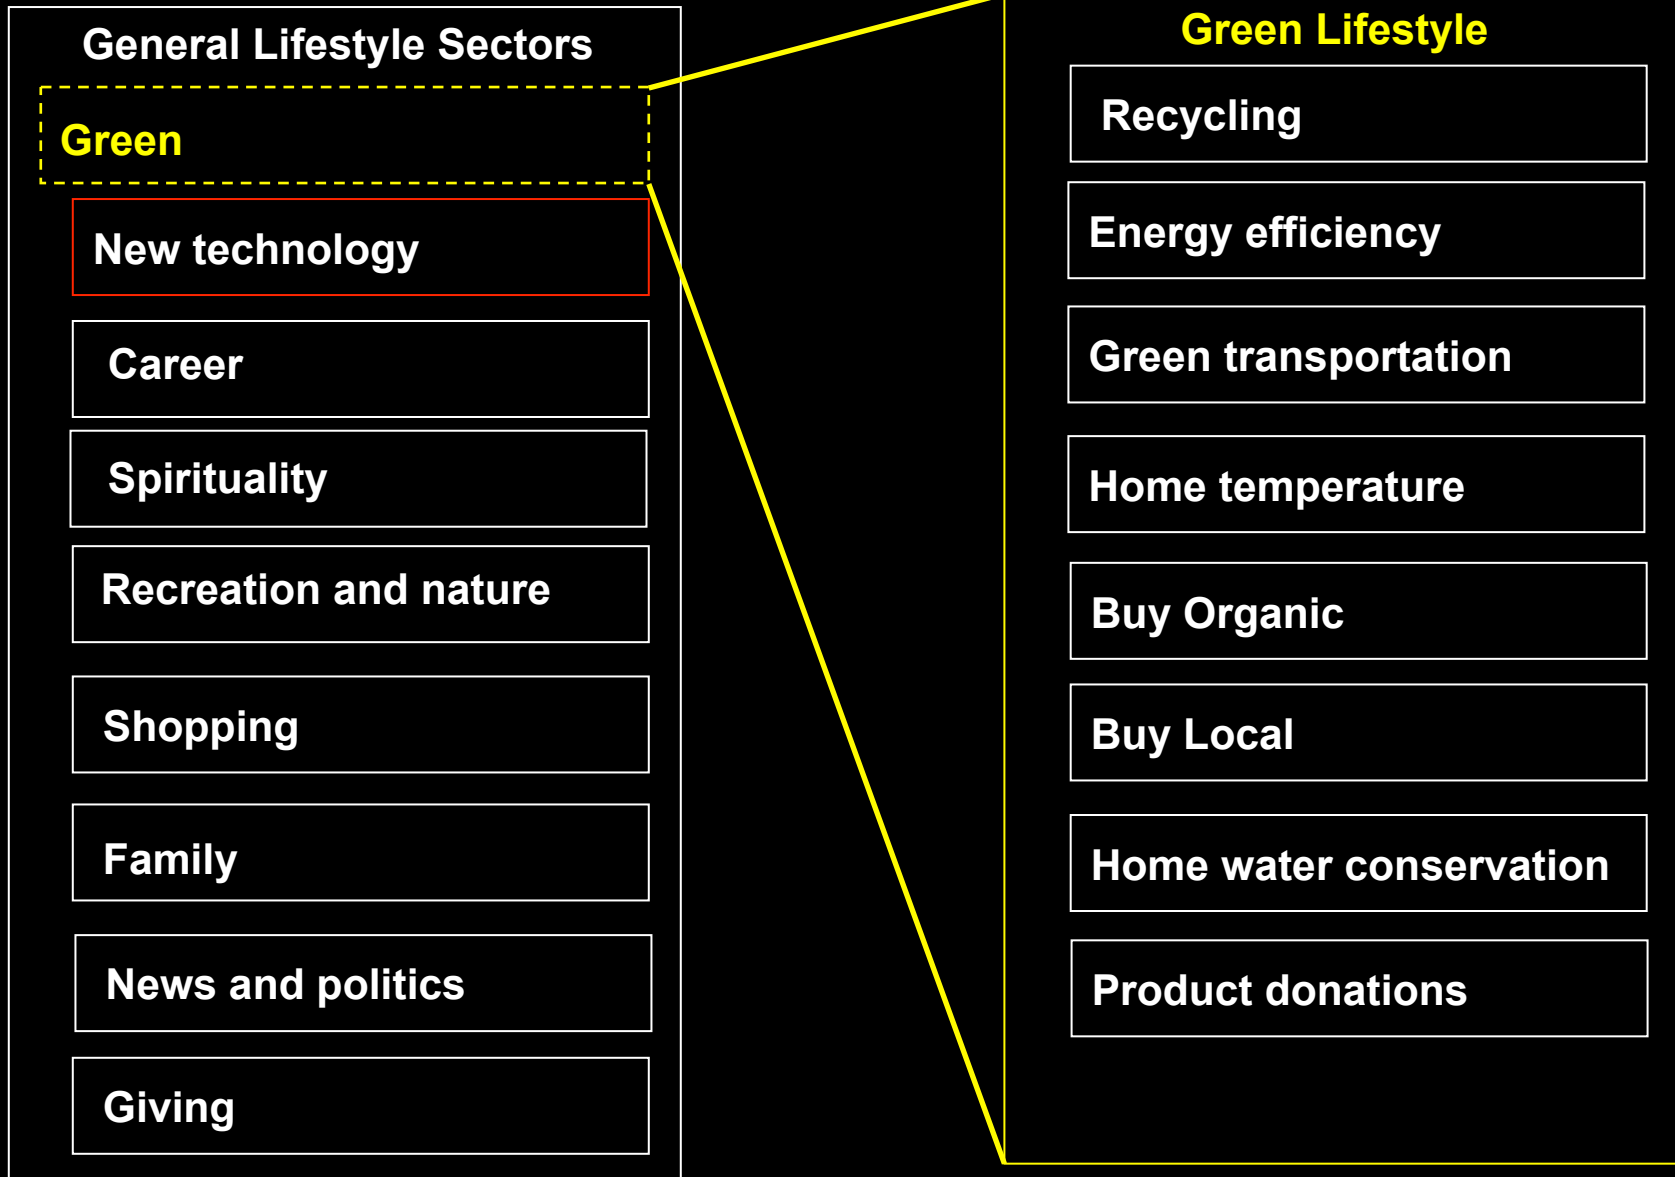 General Lifestyle Sectors
Green
New technology
Career
Spirituality
Recreation and nature
Shopping
Family
News and politics
Giving
Green Lifestyle
Recycling
Energy efficiency
Green transportation
Home temperature
Buy Organic
Buy Local
Home water conservation
Product donations